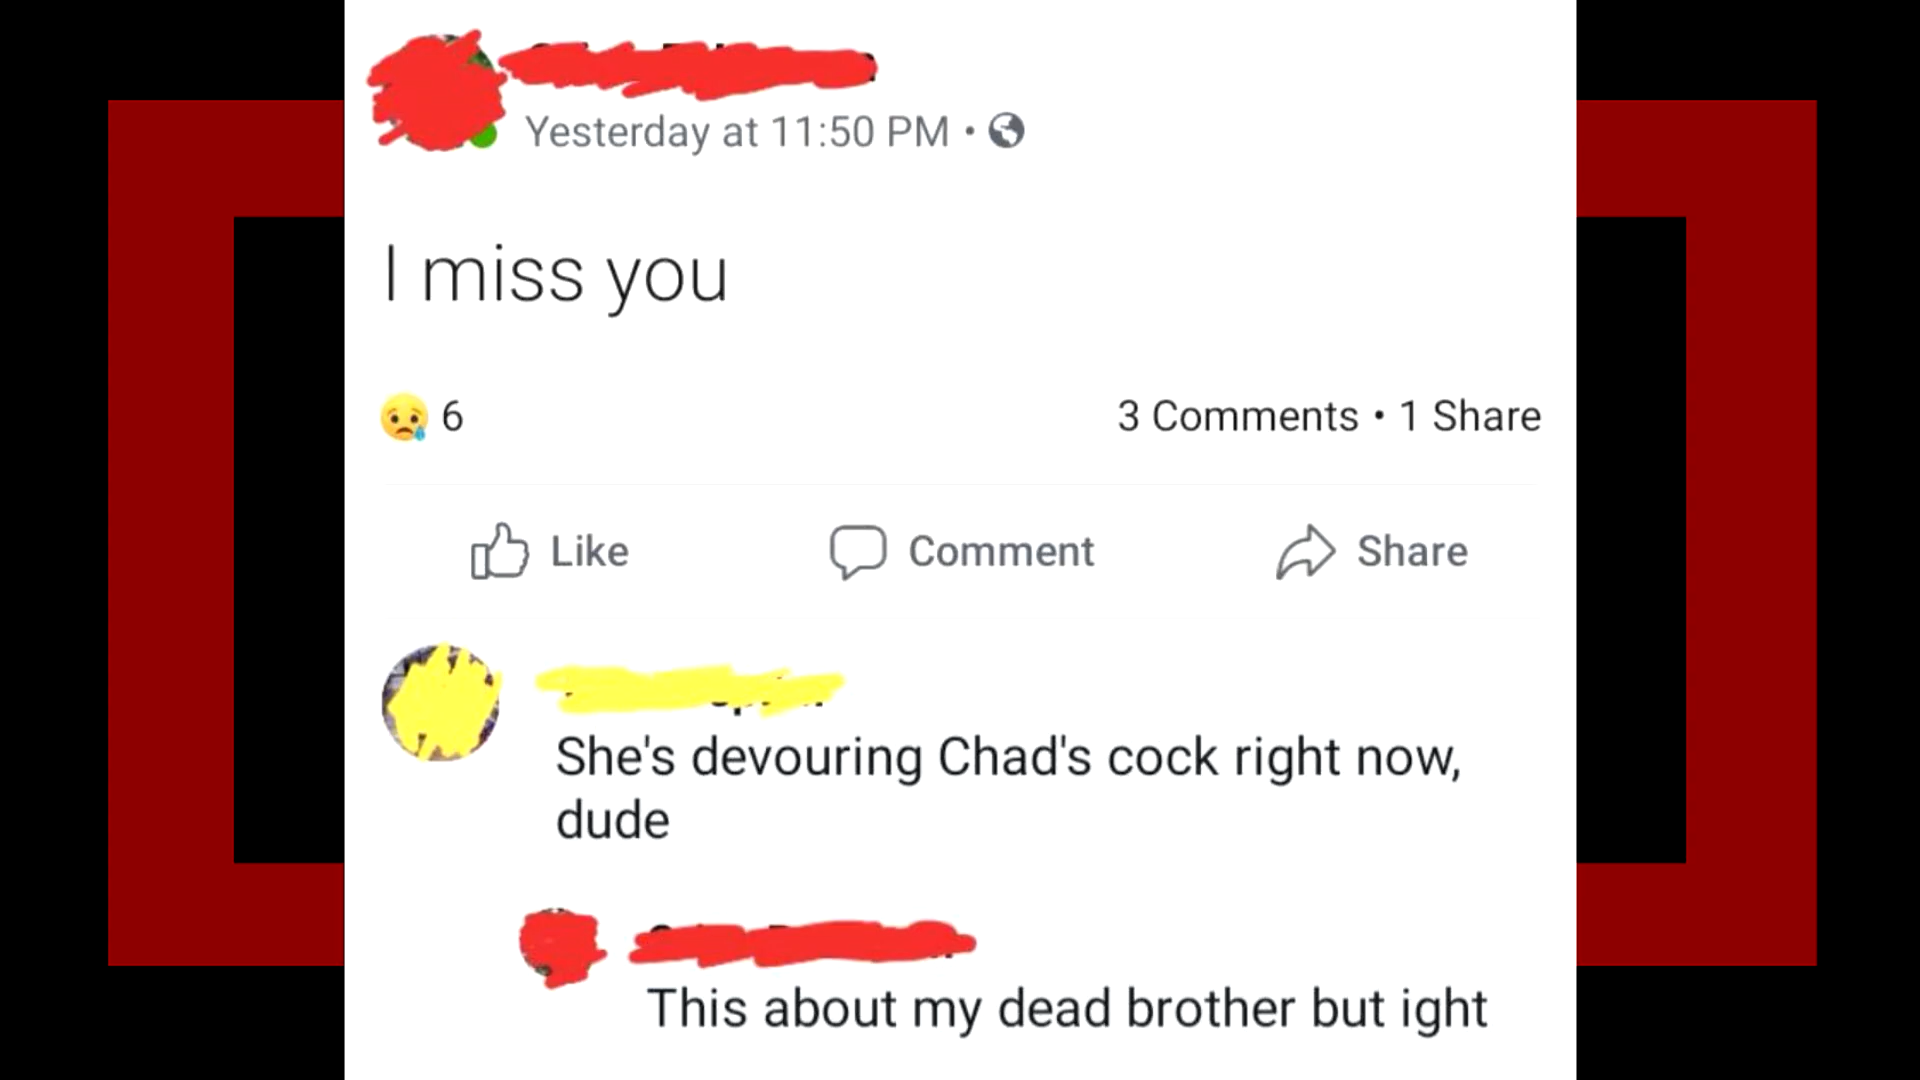 Yesterday at 11:50 PM •
I miss you
6
3 Comments • 1 Share
Like
Comment
Share
She's devouring Chad's cock right now,
dude
This about my dead brother but ight